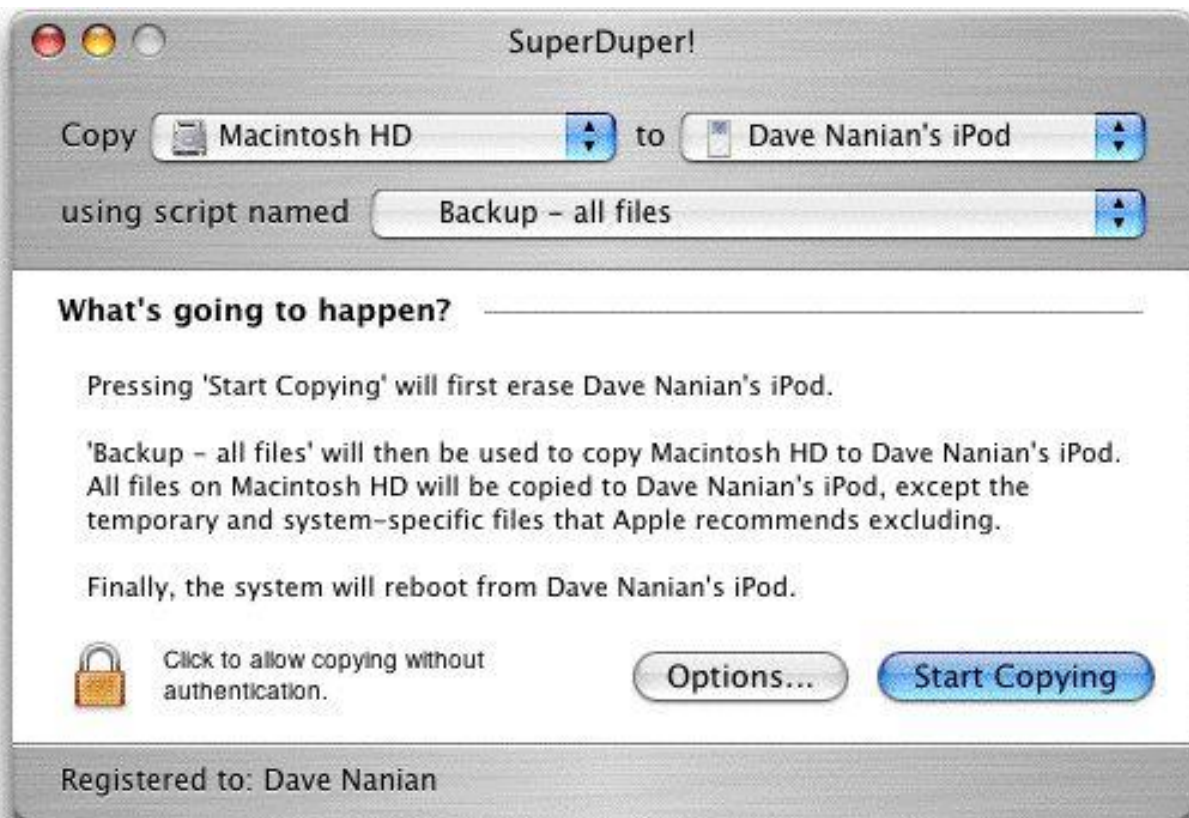 SuperDuper!
Copy Macintosh HD to Dave Nanian's iPod
using script named Backup – all files
What's going to happen?
Pressing 'Start Copying' will first erase Dave Nanian's iPod.
'Backup – all files' will then be used to copy Macintosh HD to Dave Nanian's iPod.
All files on Macintosh HD will be copied to Dave Nanian's iPod, except the
temporary and system-specific files that Apple recommends excluding.
Finally, the system will reboot from Dave Nanian's iPod.
Click to allow copying without
authentication.
Options... Start Copying
Registered to: Dave Nanian